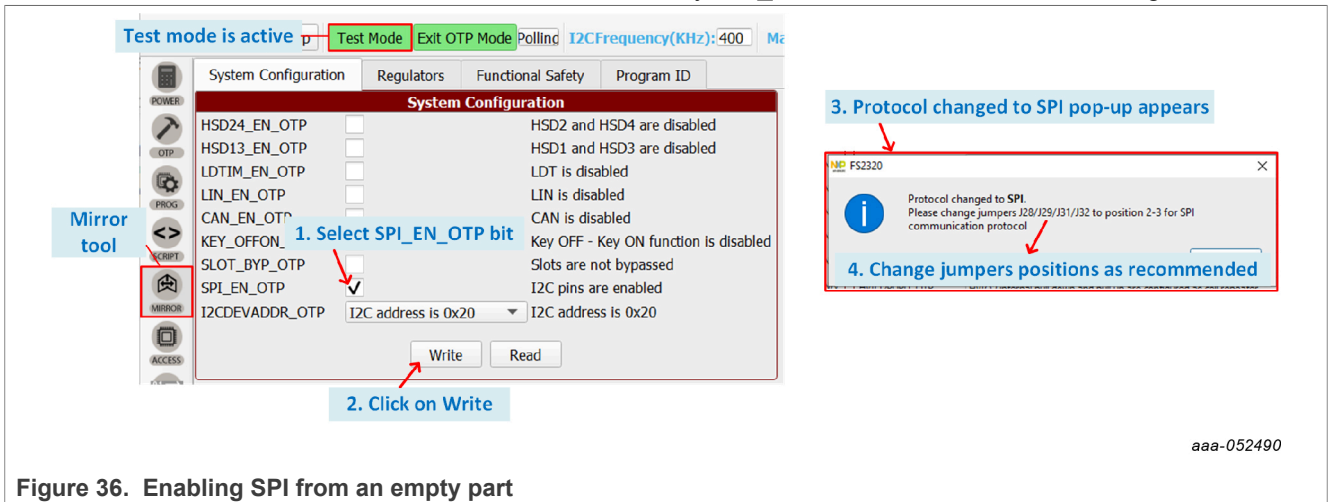 Test mode is active
Test Mode
Exit OTP Mode
Polling
I2CFrequency(KHz):
400
System Configuration
Regulators
Functional Safety
Program ID
POWER
OTP
PROG
SCRIPT
MIRROR
ACCESS
Mirror
tool
System Configuration
HSD24_EN_OTP HSD2 and HSD4 are disabled
HSD13_EN_OTP HSD1 and HSD3 are disabled
LDTIM_EN_OTP LDT is disabled
LIN_EN_OTP LIN is disabled
CAN_EN_OTP CAN is disabled
KEY_OFFON_ Key OFF - Key ON function is disabled
1. Select SPI_EN_OTP bit
SLOT_BYP_OTP Slots are not bypassed
SPI_EN_OTP I2C pins are enabled
I2CDEVADDR_OTP I2C address is 0x20 I2C address is 0x20
Write Read
2. Click on Write
3. Protocol changed to SPI pop-up appears
NXP FS2320
Protocol changed to SPI.
Please change jumpers J28/J29/J31/J32 to position 2-3 for SPI
communication protocol
4. Change jumpers positions as recommended
aaa-052490
Figure 36. Enabling SPI from an empty part